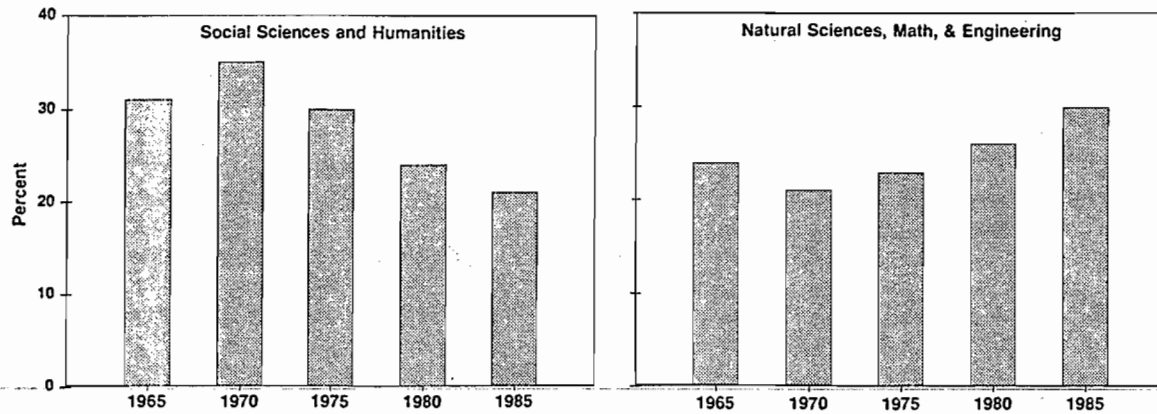 40
30
20
10
0
Percent
Social Sciences and Humanities
1965 1970 1975 1980 1985
Natural Sciences, Math, & Engineering
1965 1970 1975 1980 1985